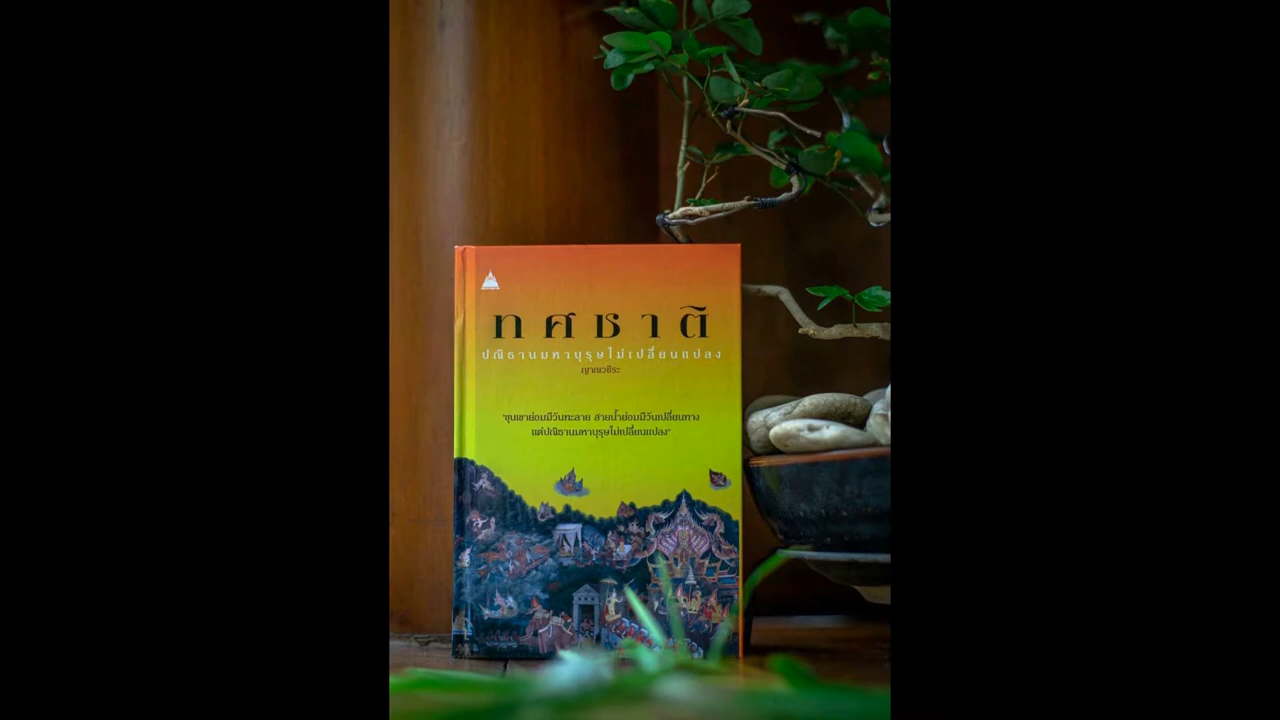 ทศชาติ
ปณิธานมหาบุรุษไม่เปลี่ยนแปลง
ญาณวชิระ
"ขุนเขาย่อมมีวันทะลาย สายน้ำย่อมมีวันเปลี่ยนทาง
แต่ปณิธานมหาบุรุษไม่เปลี่ยนแปลง"